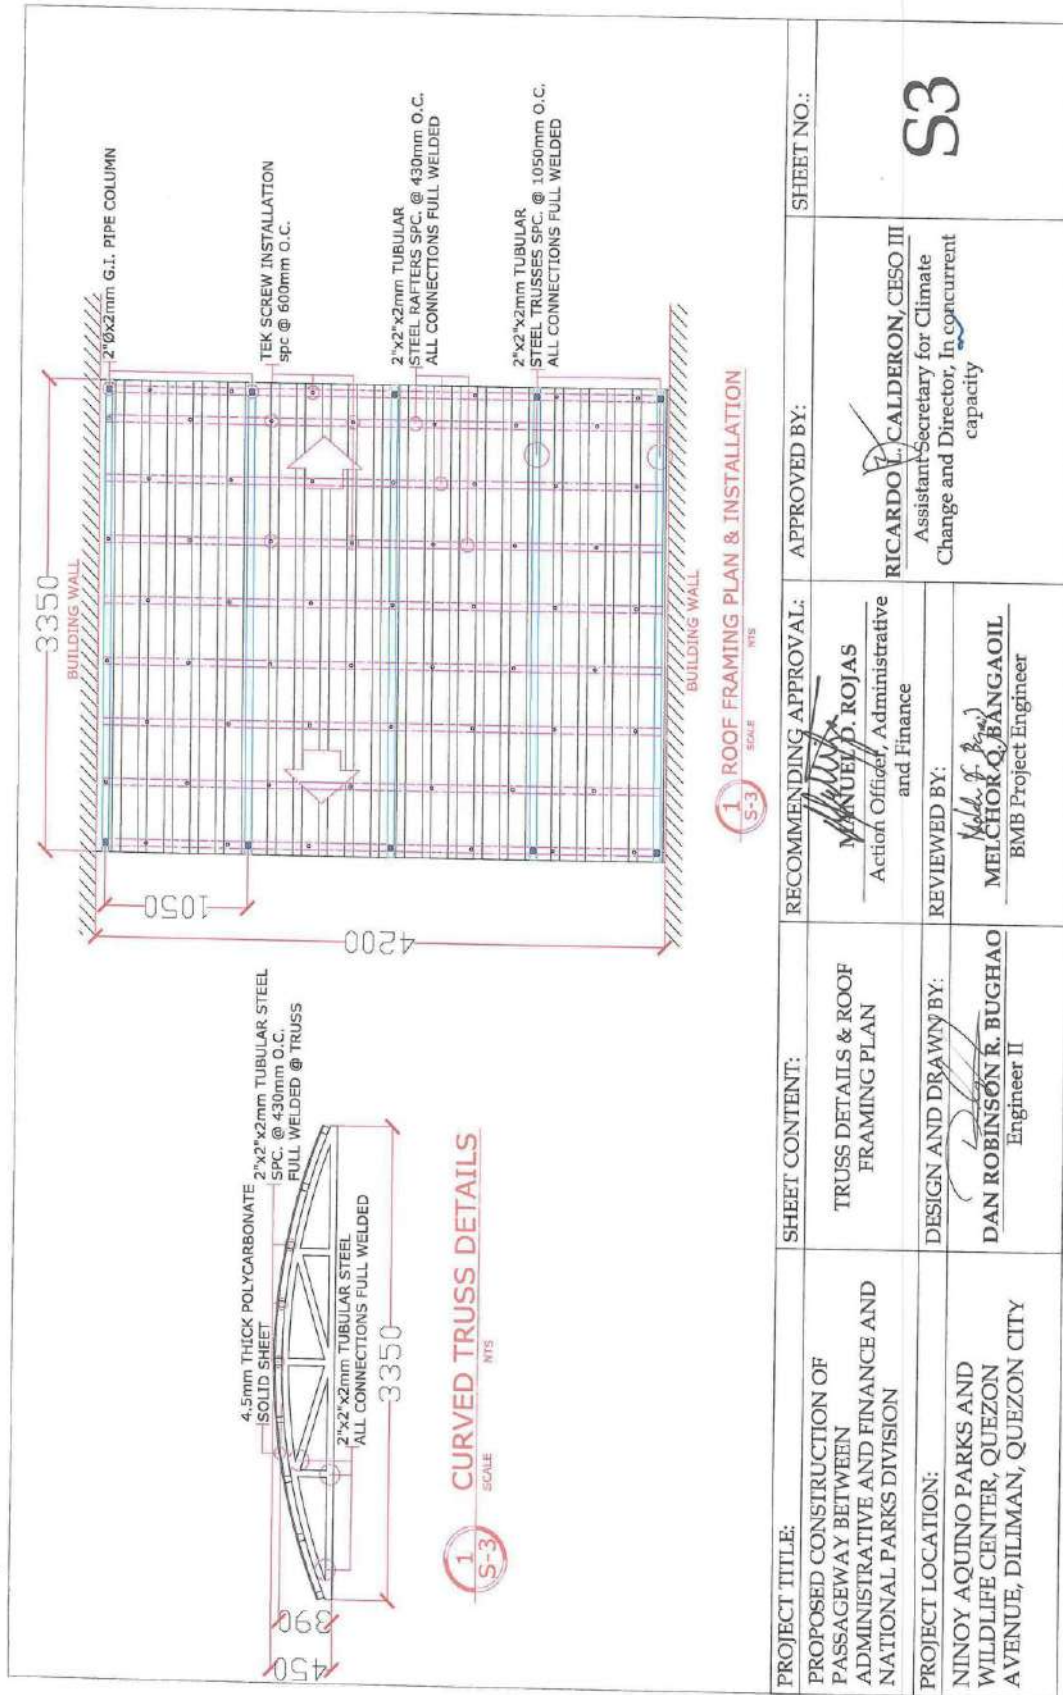 450
390
4.5mm THICK POLYCARBONATE
SOLID SHEET
2"x2"x2mm TUBULAR STEEL
SPC. @ 430mm O.C.
FULL WELDED @ TRUSS
2"x2"x2mm TUBULAR STEEL
ALL CONNECTIONS FULL WELDED
3350
1
S-3
CURVED TRUSS DETAILS
SCALE
NTS
3350
BUILDING WALL
1050
4200
2"Øx2mm G.I. PIPE COLUMN
TEK SCREW INSTALLATION
spc @ 600mm O.C.
2"x2"x2mm TUBULAR
STEEL RAFTERS SPC. @ 430mm O.C.
ALL CONNECTIONS FULL WELDED
2"x2"x2mm TUBULAR
STEEL TRUSSES SPC. @ 1050mm O.C.
ALL CONNECTIONS FULL WELDED
BUILDING WALL
1
S-3
ROOF FRAMING PLAN & INSTALLATION
SCALE
NTS
PROJECT TITLE:
PROPOSED CONSTRUCTION OF
PASSAGEWAY BETWEEN
ADMINISTRATIVE AND FINANCE AND
NATIONAL PARKS DIVISION
PROJECT LOCATION:
NINOY AQUINO PARKS AND
WILDLIFE CENTER, QUEZON
AVENUE, DILIMAN, QUEZON CITY
SHEET CONTENT:
TRUSS DETAILS & ROOF
FRAMING PLAN
DESIGN AND DRAWN BY:
DAN ROBINSON R. BUGHAO
Engineer II
RECOMMENDING APPROVAL:
MANUEL D. ROJAS
Action Officer, Administrative
and Finance
REVIEWED BY:
MELCHOR Q. BANGAOIL
BMB Project Engineer
APPROVED BY:
RICARDO L. CALDERON, CESO III
Assistant Secretary for Climate
Change and Director, In concurrent
capacity
SHEET NO.:
S3